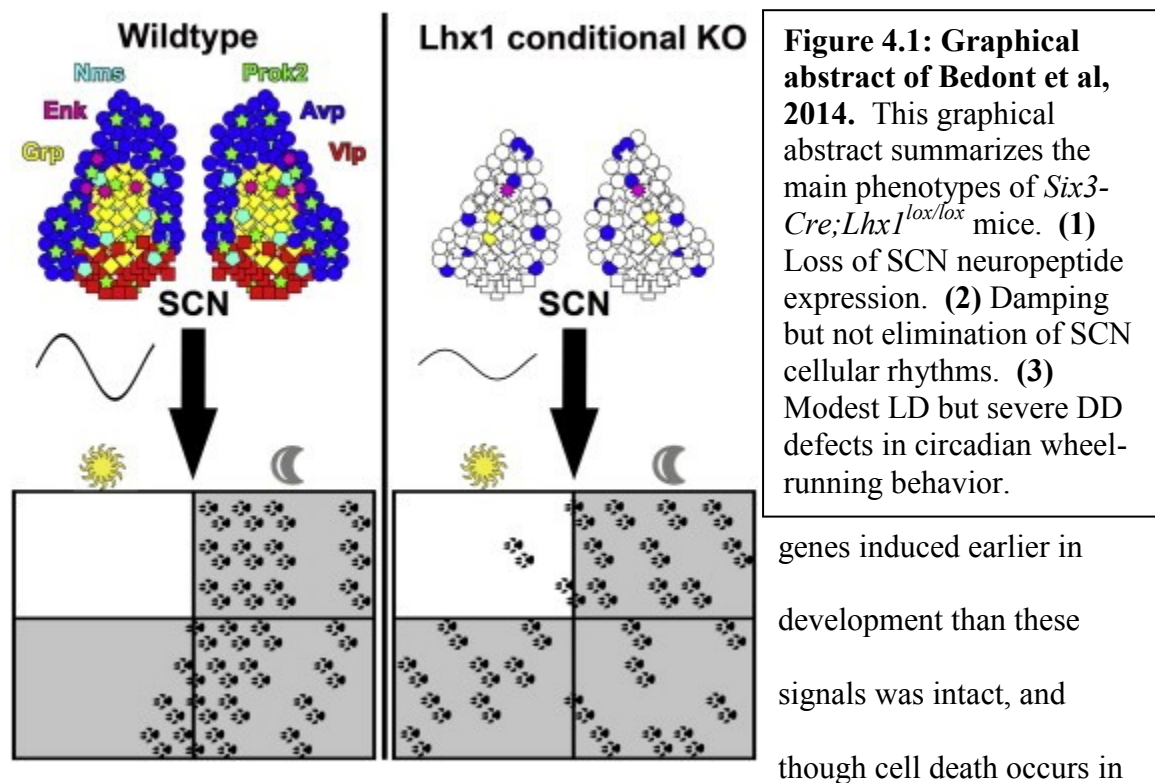 Wildtype
Nms
Prok2
Enk
Avp
Grp
Vip
SCN
Lhx1 conditional KO
SCN
Figure 4.1: Graphical
abstract of Bedont et al,
2014. This graphical
abstract summarizes the
main phenotypes of Six3-
Cre;Lhx1lox/lox mice. (1)
Loss of SCN neuropeptide
expression. (2) Damping
but not elimination of SCN
cellular rhythms. (3)
Modest LD but severe DD
defects in circadian wheel-
running behavior.
genes induced earlier in
development than these
signals was intact, and
though cell death occurs in